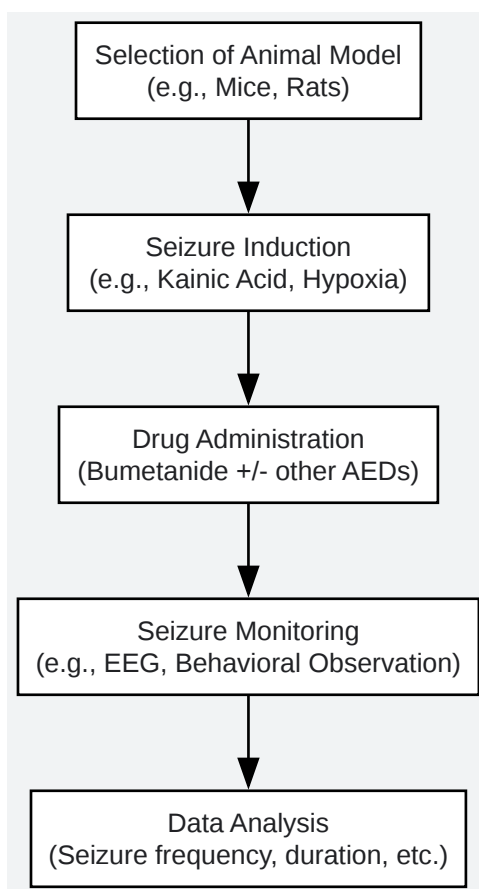 Selection of Animal Model
(e.g., Mice, Rats)
Seizure Induction
(e.g., Kainic Acid, Hypoxia)
Drug Administration
(Bumetanide +/- other AEDs)
Seizure Monitoring
(e.g., EEG, Behavioral Observation)
Data Analysis
(Seizure frequency, duration, etc.)